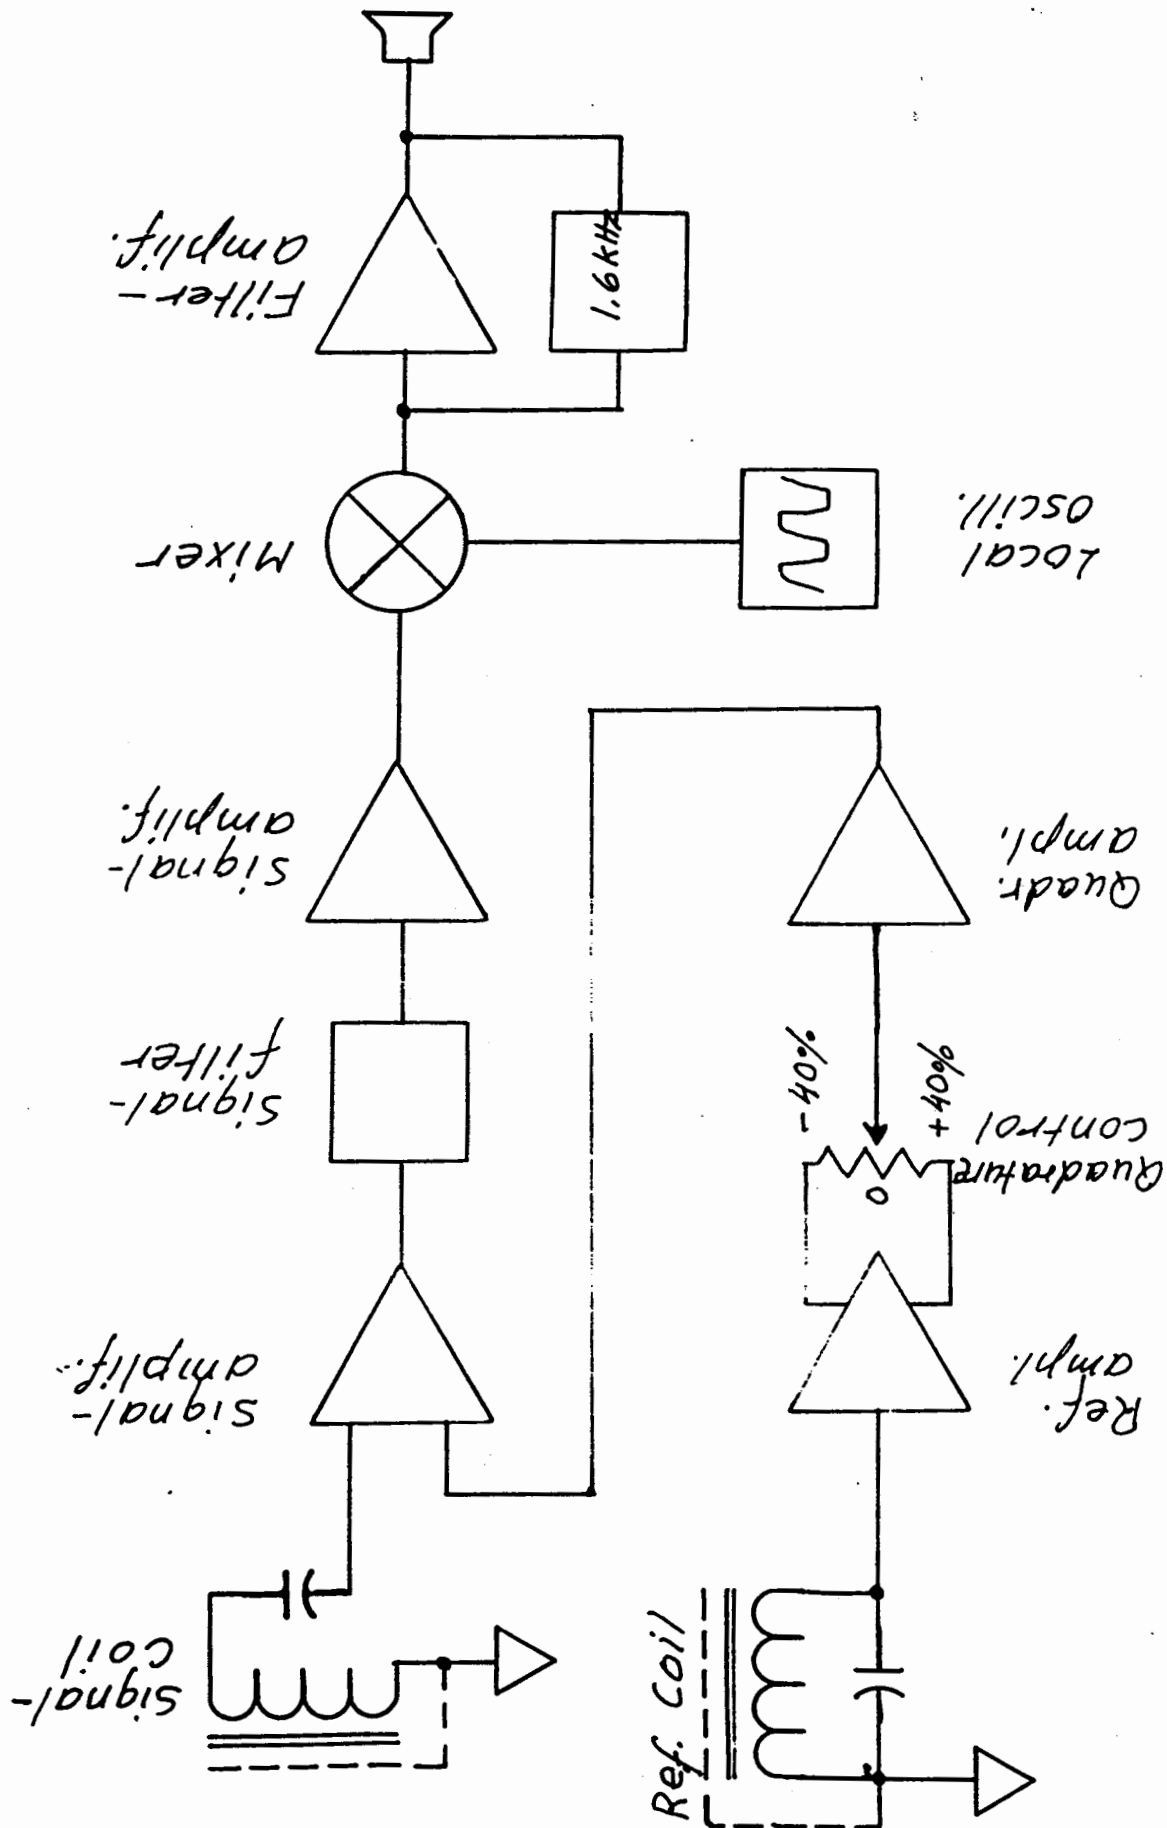 Signal-
Coil
Ref. Coil
Signal-
amplif.
Ref.
ampl.
Quadrature
control
-40%
0
+40%
Signal-
filter
Quadr.
ampl.
Signal-
amplif.
Mixer
Local
oscill.
Filter-
amplif.
1.6kHz